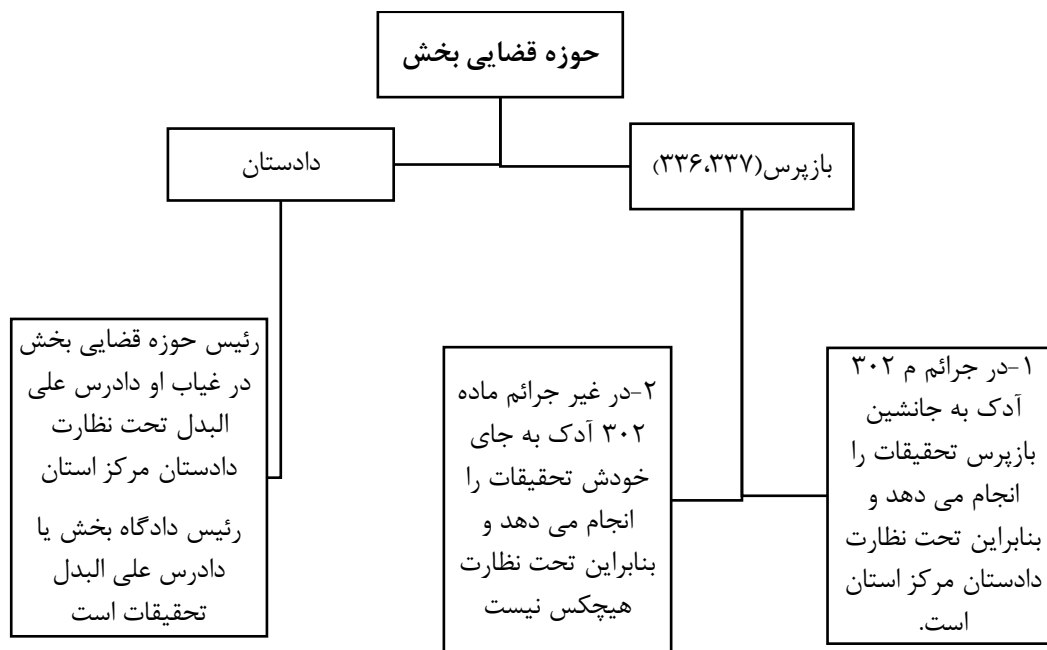 حوزه قضایی بخش
بازپرس(۳۳۶،۳۳۷)
دادستان
۱-در جرائم م ۳۰۲
آدک به جانشین
بازپرس تحقیقات را
انجام می دهد و
بنابراین تحت نظارت
دادستان مرکز استان
است.
۲-در غیر جرائم ماده
۳۰۲ آدک به جای
خودش تحقیقات را
انجام می دهد و
بنابراین تحت نظارت
هیچکس نیست
رئیس حوزه قضایی بخش
در غیاب او دادرس علی
البدل تحت نظارت
دادستان مرکز استان
رئیس دادگاه بخش یا
دادرس علی البدل
تحقیقات است